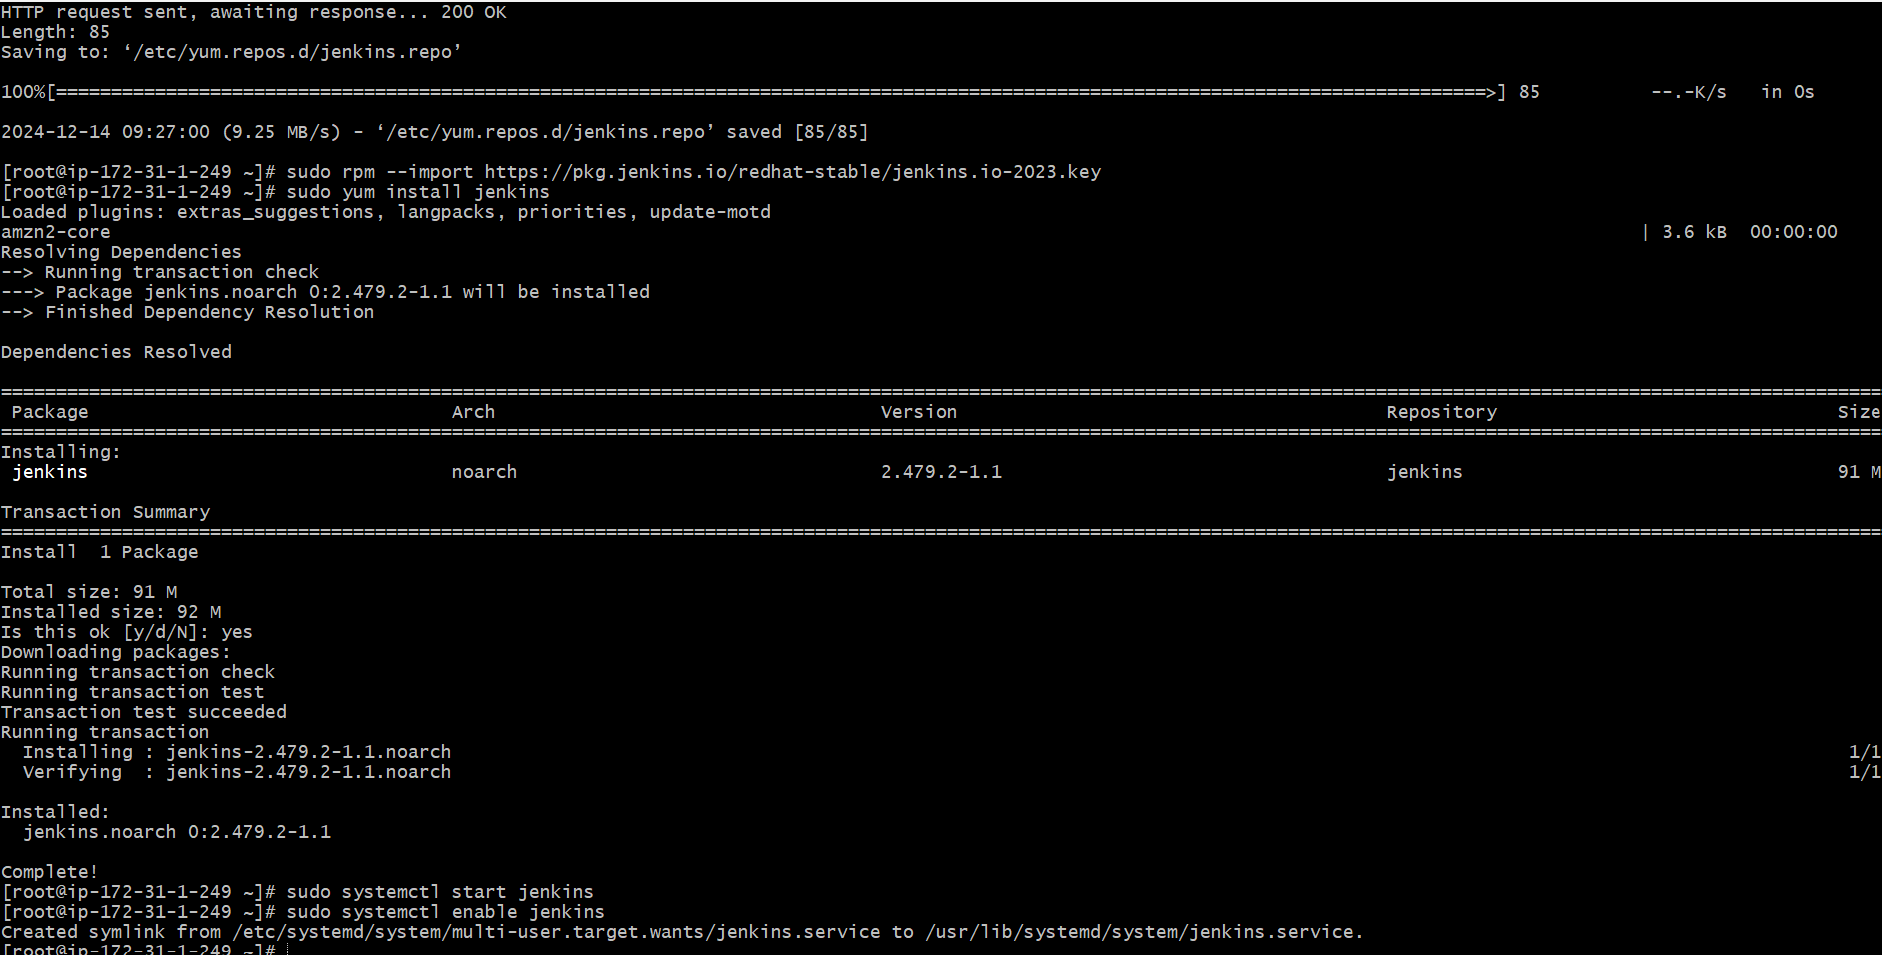 HTTP request sent, awaiting response... 200 OK
Length: 85
Saving to: ‘/etc/yum.repos.d/jenkins.repo’
100%[==================================================================================================================================>] 85          --.-K/s   in 0s
2024-12-14 09:27:00 (9.25 MB/s) - ‘/etc/yum.repos.d/jenkins.repo’ saved [85/85]
[root@ip-172-31-1-249 ~]# sudo rpm --import https://pkg.jenkins.io/redhat-stable/jenkins.io-2023.key
[root@ip-172-31-1-249 ~]# sudo yum install jenkins
Loaded plugins: extras_suggestions, langpacks, priorities, update-motd
amzn2-core | 3.6 kB  00:00:00
Resolving Dependencies
--> Running transaction check
---> Package jenkins.noarch 0:2.479.2-1.1 will be installed
--> Finished Dependency Resolution
Dependencies Resolved
===========================================================================================================================================================================
Package Arch Version Repository Size
===========================================================================================================================================================================
Installing:
jenkins noarch 2.479.2-1.1 jenkins 91 M
Transaction Summary
===========================================================================================================================================================================
Install  1 Package
Total size: 91 M
Installed size: 92 M
Is this ok [y/d/N]: yes
Downloading packages:
Running transaction check
Running transaction test
Transaction test succeeded
Running transaction
  Installing : jenkins-2.479.2-1.1.noarch 1/1
  Verifying  : jenkins-2.479.2-1.1.noarch 1/1
Installed:
  jenkins.noarch 0:2.479.2-1.1
Complete!
[root@ip-172-31-1-249 ~]# sudo systemctl start jenkins
[root@ip-172-31-1-249 ~]# sudo systemctl enable jenkins
Created symlink from /etc/systemd/system/multi-user.target.wants/jenkins.service to /usr/lib/systemd/system/jenkins.service.
[root@ip-172-31-1-249 ~]#